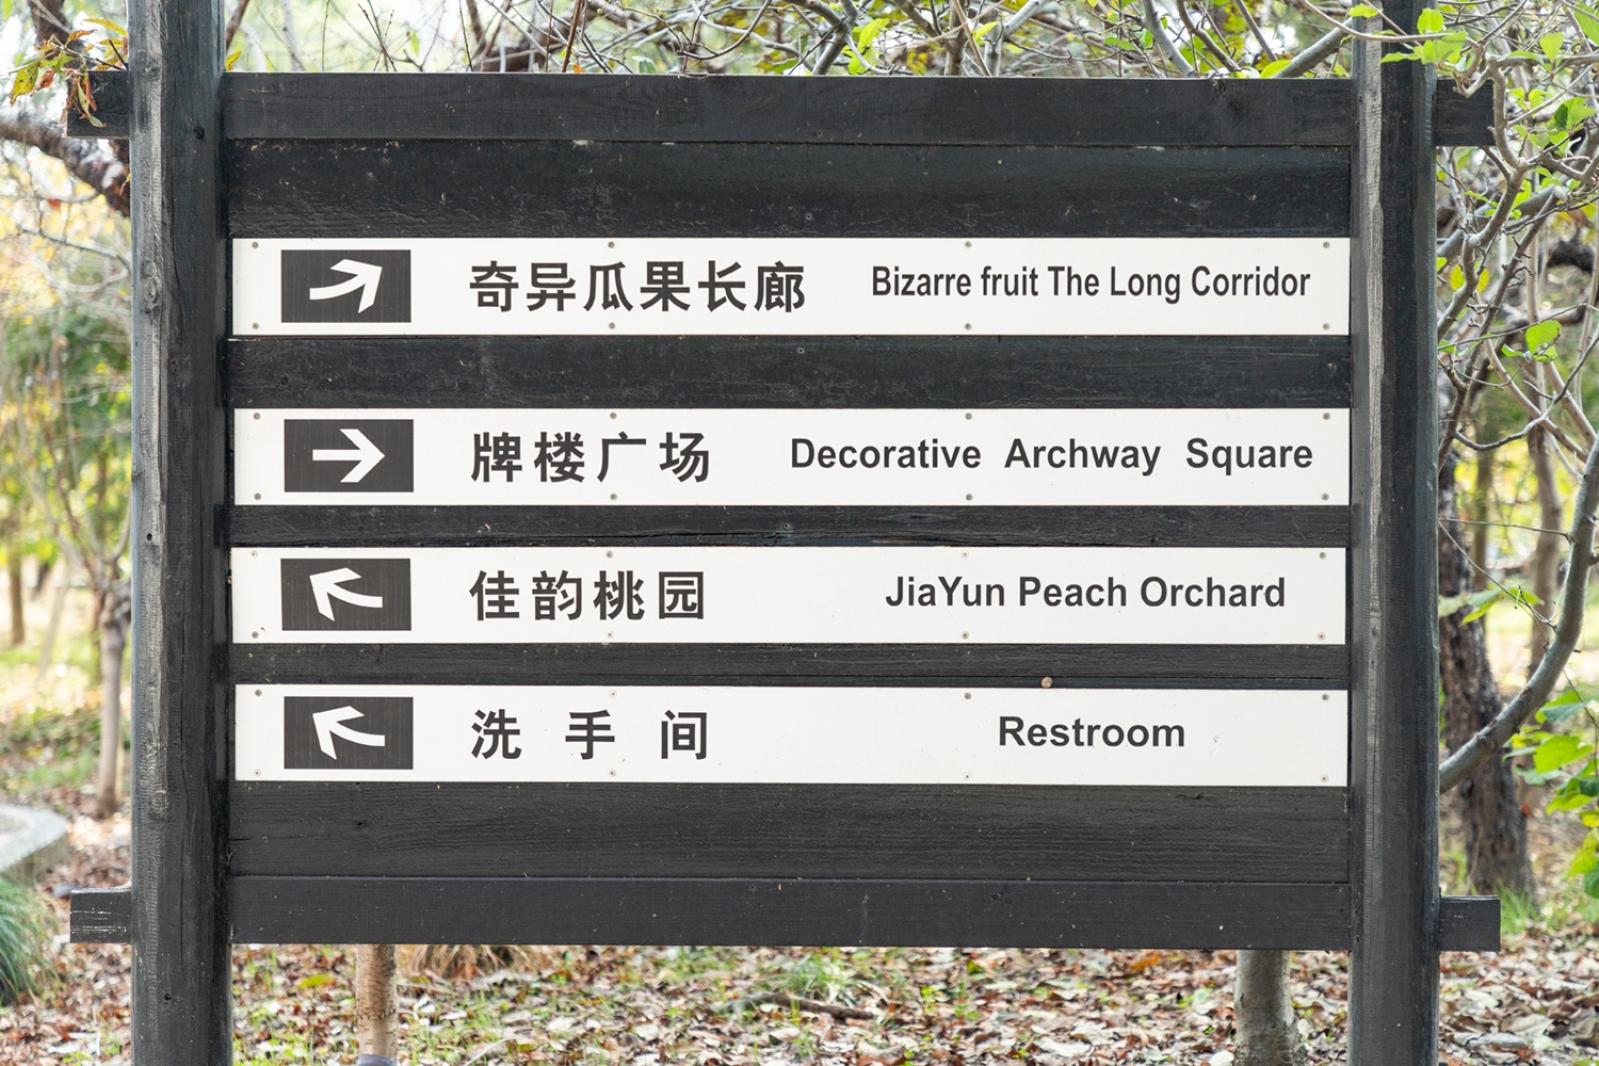 奇异瓜果长廊 Bizarre fruit The Long Corridor
牌楼广场 Decorative Archway Square
佳韵桃园 JiaYun Peach Orchard
洗手间 Restroom